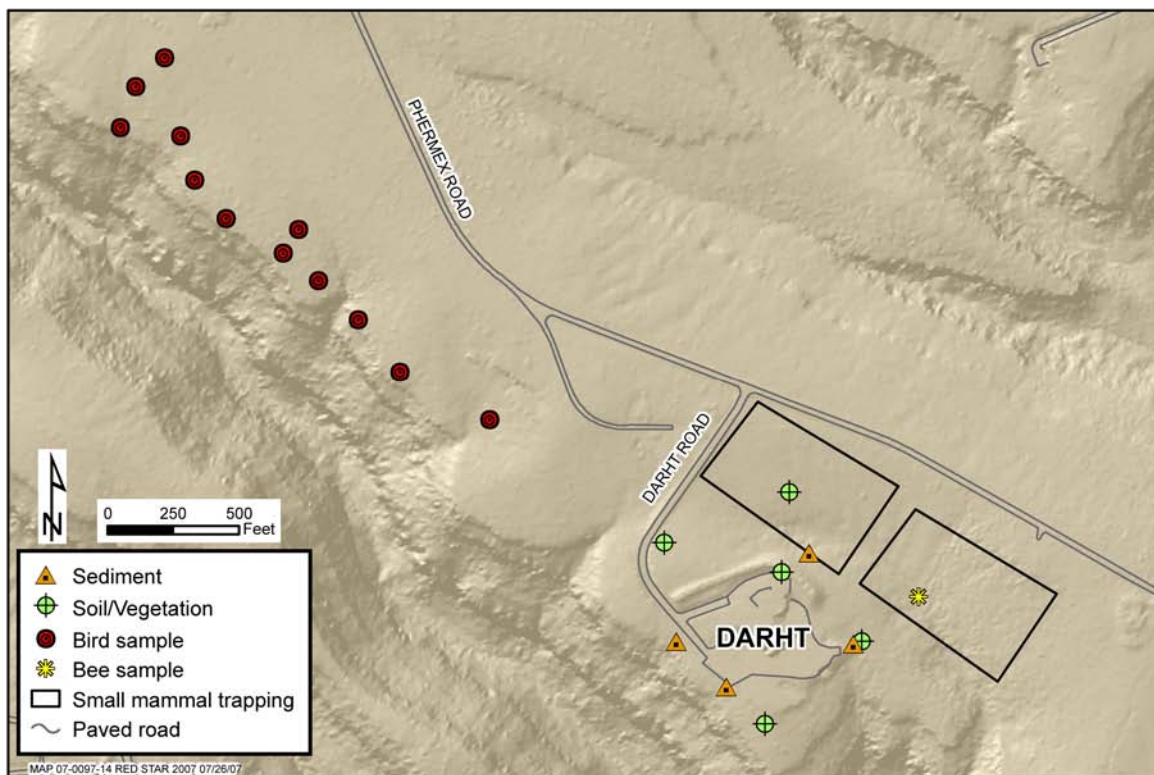 PHERMEX ROAD
DARHT ROAD
N
0 250 500
Feet
DARHT
Sediment
Soil/Vegetation
Bird sample
Bee sample
Small mammal trapping
Paved road
MAP 07-0097-14 RED STAR 2007 07/26/07